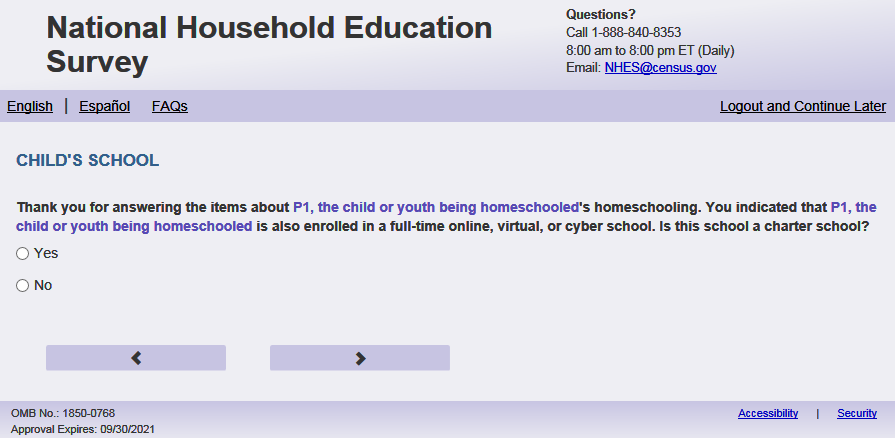 National Household Education
Survey
Questions?
Call 1-888-840-8353
8:00 am to 8:00 pm ET (Daily)
Email: NHES@census.gov
English | Español FAQs Logout and Continue Later
CHILD'S SCHOOL
Thank you for answering the items about P1, the child or youth being homeschooled's homeschooling. You indicated that P1, the
child or youth being homeschooled is also enrolled in a full-time online, virtual, or cyber school. Is this school a charter school?
Yes
No
OMB No.: 1850-0768
Approval Expires: 09/30/2021
Accessibility | Security